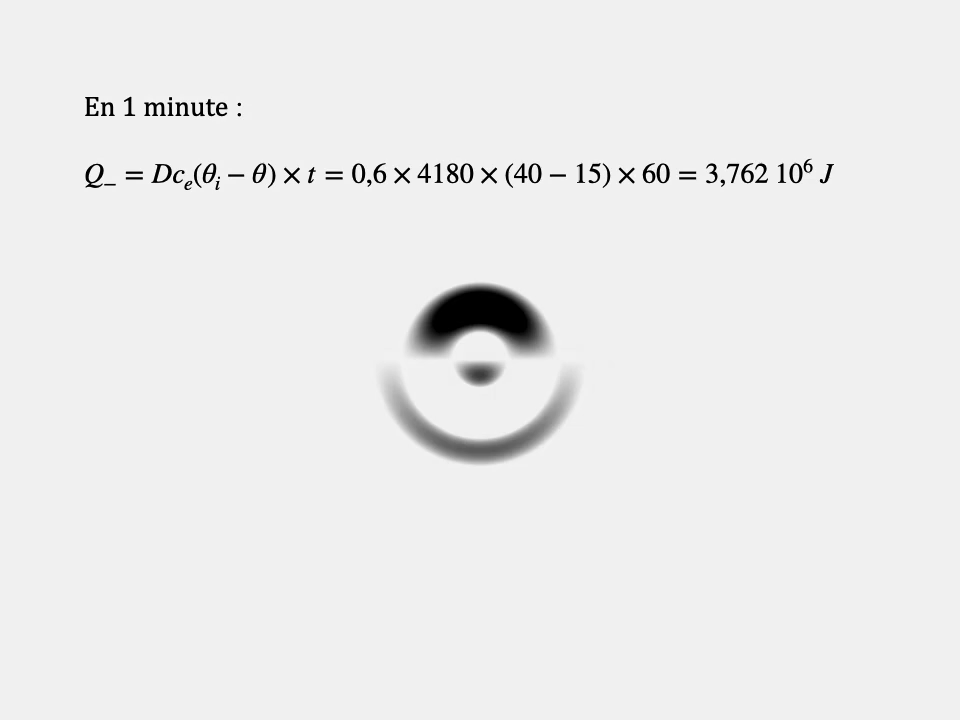 En 1 minute :
Q₋ = Dcₑ(θᵢ − θ) × t = 0,6 × 4180 × (40 − 15) × 60 = 3,762 10⁶ J